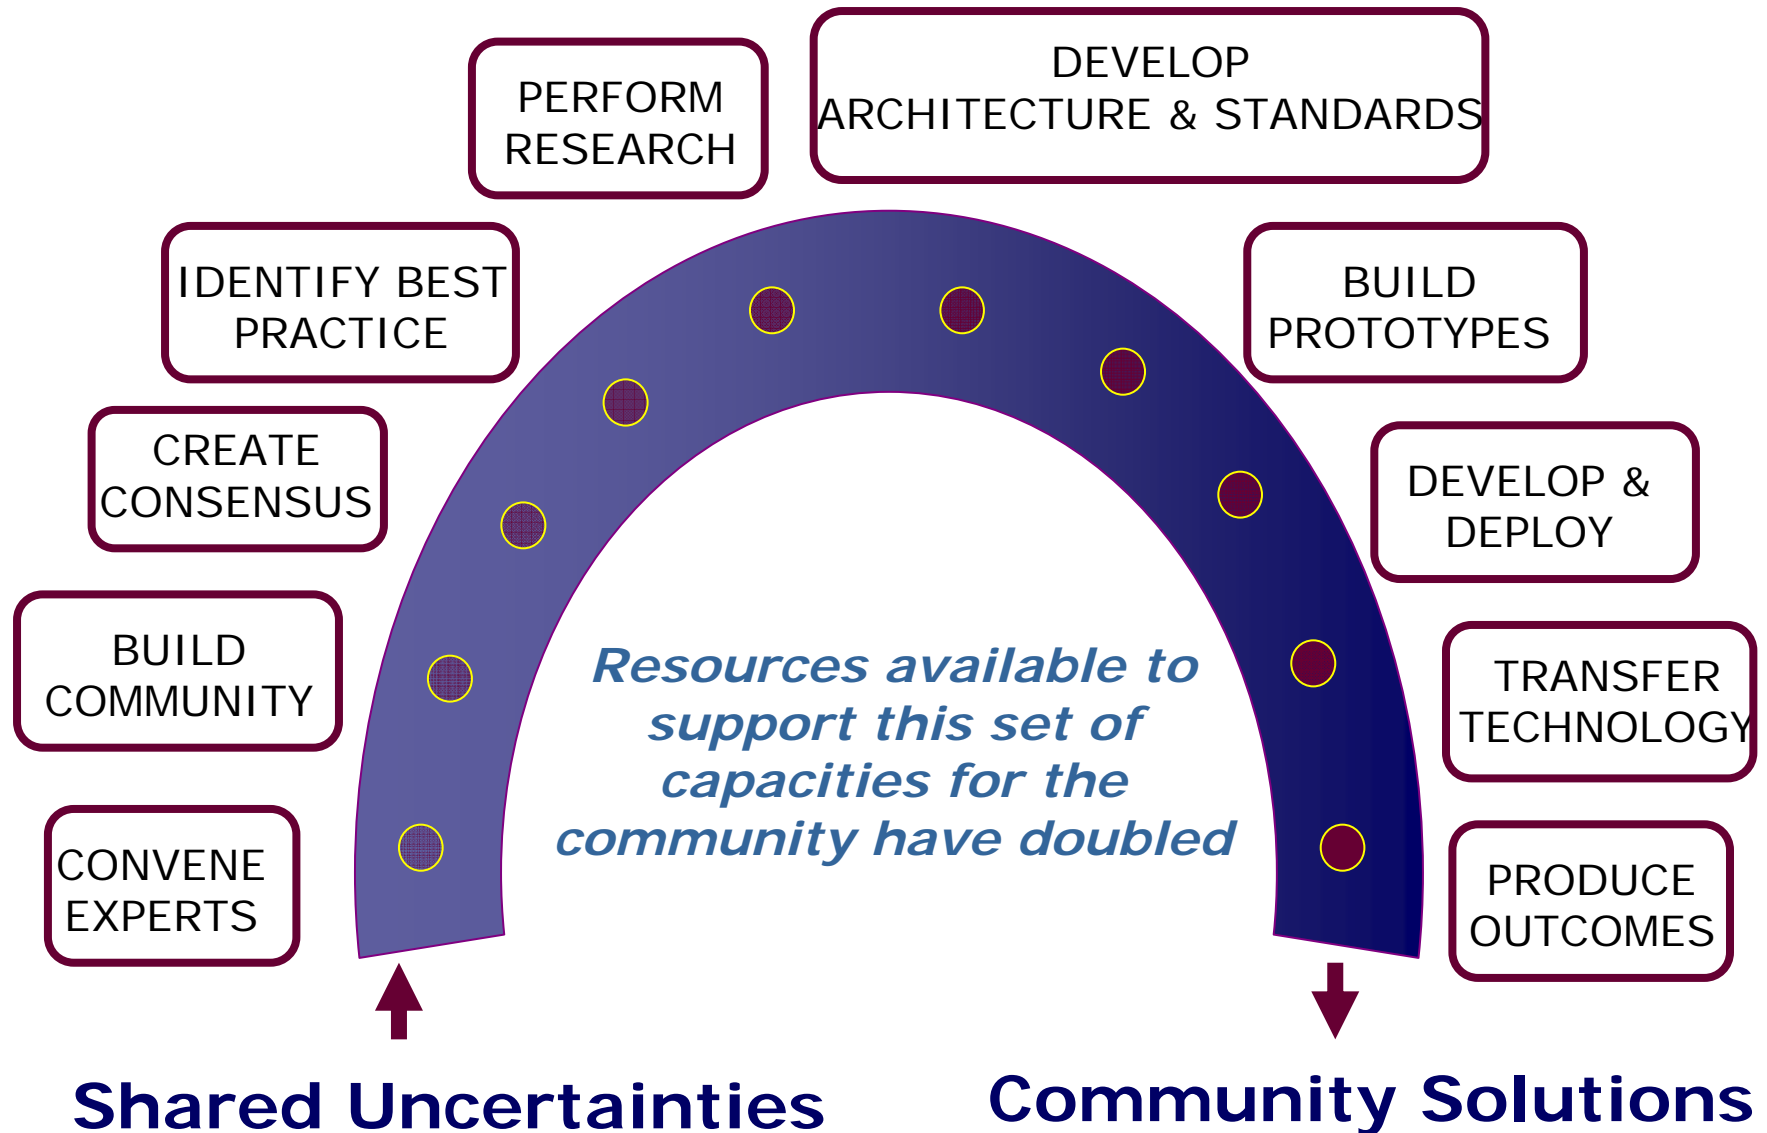 DEVELOP
ARCHITECTURE & STANDARDS
PERFORM
RESEARCH
IDENTIFY BEST
PRACTICE
BUILD
PROTOTYPES
CREATE
CONSENSUS
DEVELOP &
DEPLOY
BUILD
COMMUNITY
TRANSFER
TECHNOLOGY
Resources available to
support this set of
capacities for the
community have doubled
CONVENE
EXPERTS
PRODUCE
OUTCOMES
Shared Uncertainties
Community Solutions